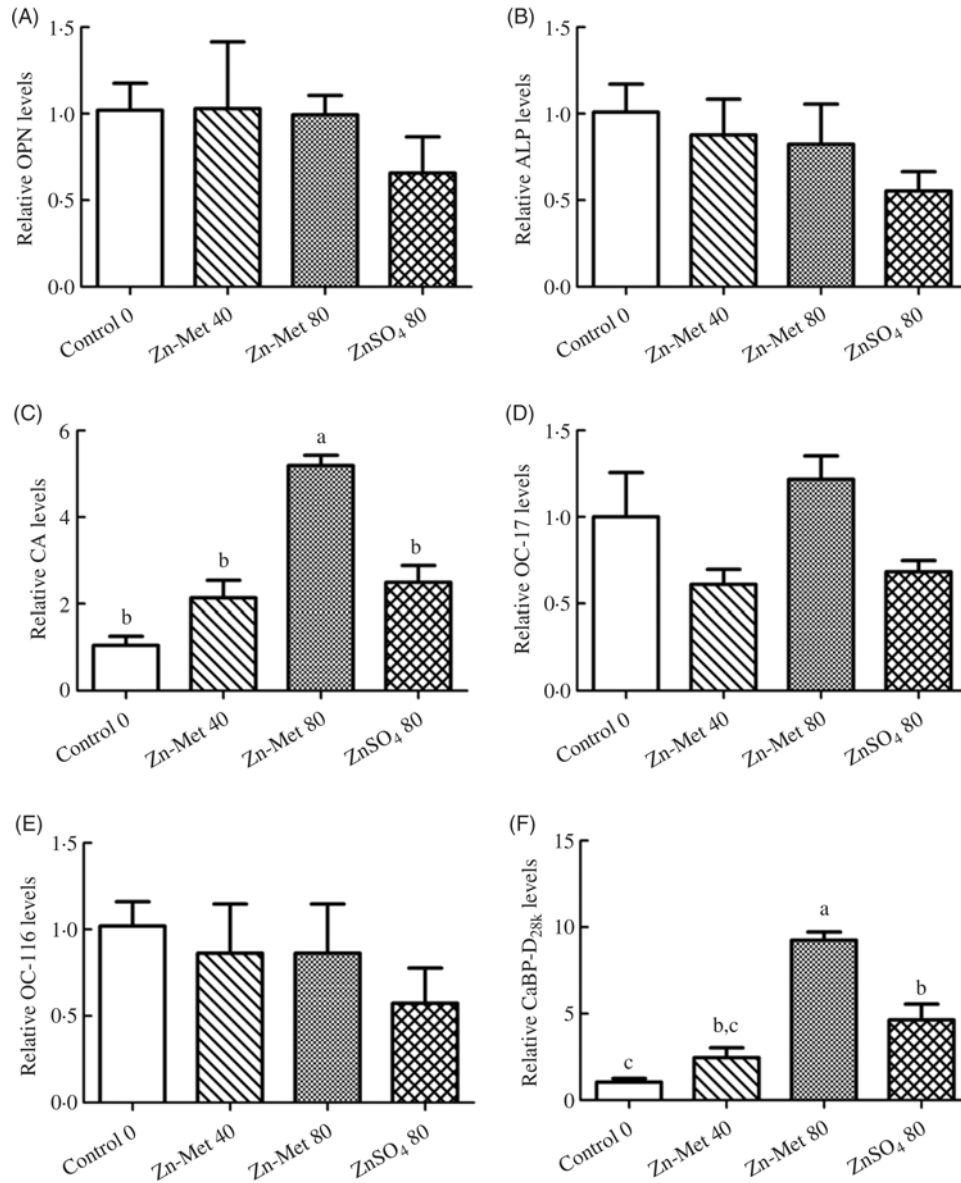 (A)
Relative OPN levels
1·5
1·0
0·5
0·0
Control 0
Zn-Met 40
Zn-Met 80
ZnSO₄ 80
(B)
Relative ALP levels
1·5
1·0
0·5
0·0
Control 0
Zn-Met 40
Zn-Met 80
ZnSO₄ 80
(C)
Relative CA levels
6
4
2
0
b
b
a
b
Control 0
Zn-Met 40
Zn-Met 80
ZnSO₄ 80
(D)
Relative OC-17 levels
1·5
1·0
0·5
0·0
Control 0
Zn-Met 40
Zn-Met 80
ZnSO₄ 80
(E)
Relative OC-116 levels
1·5
1·0
0·5
0·0
Control 0
Zn-Met 40
Zn-Met 80
ZnSO₄ 80
(F)
Relative CaBP-D₂₈ₖ levels
15
10
5
0
c
b,c
a
b
Control 0
Zn-Met 40
Zn-Met 80
ZnSO₄ 80